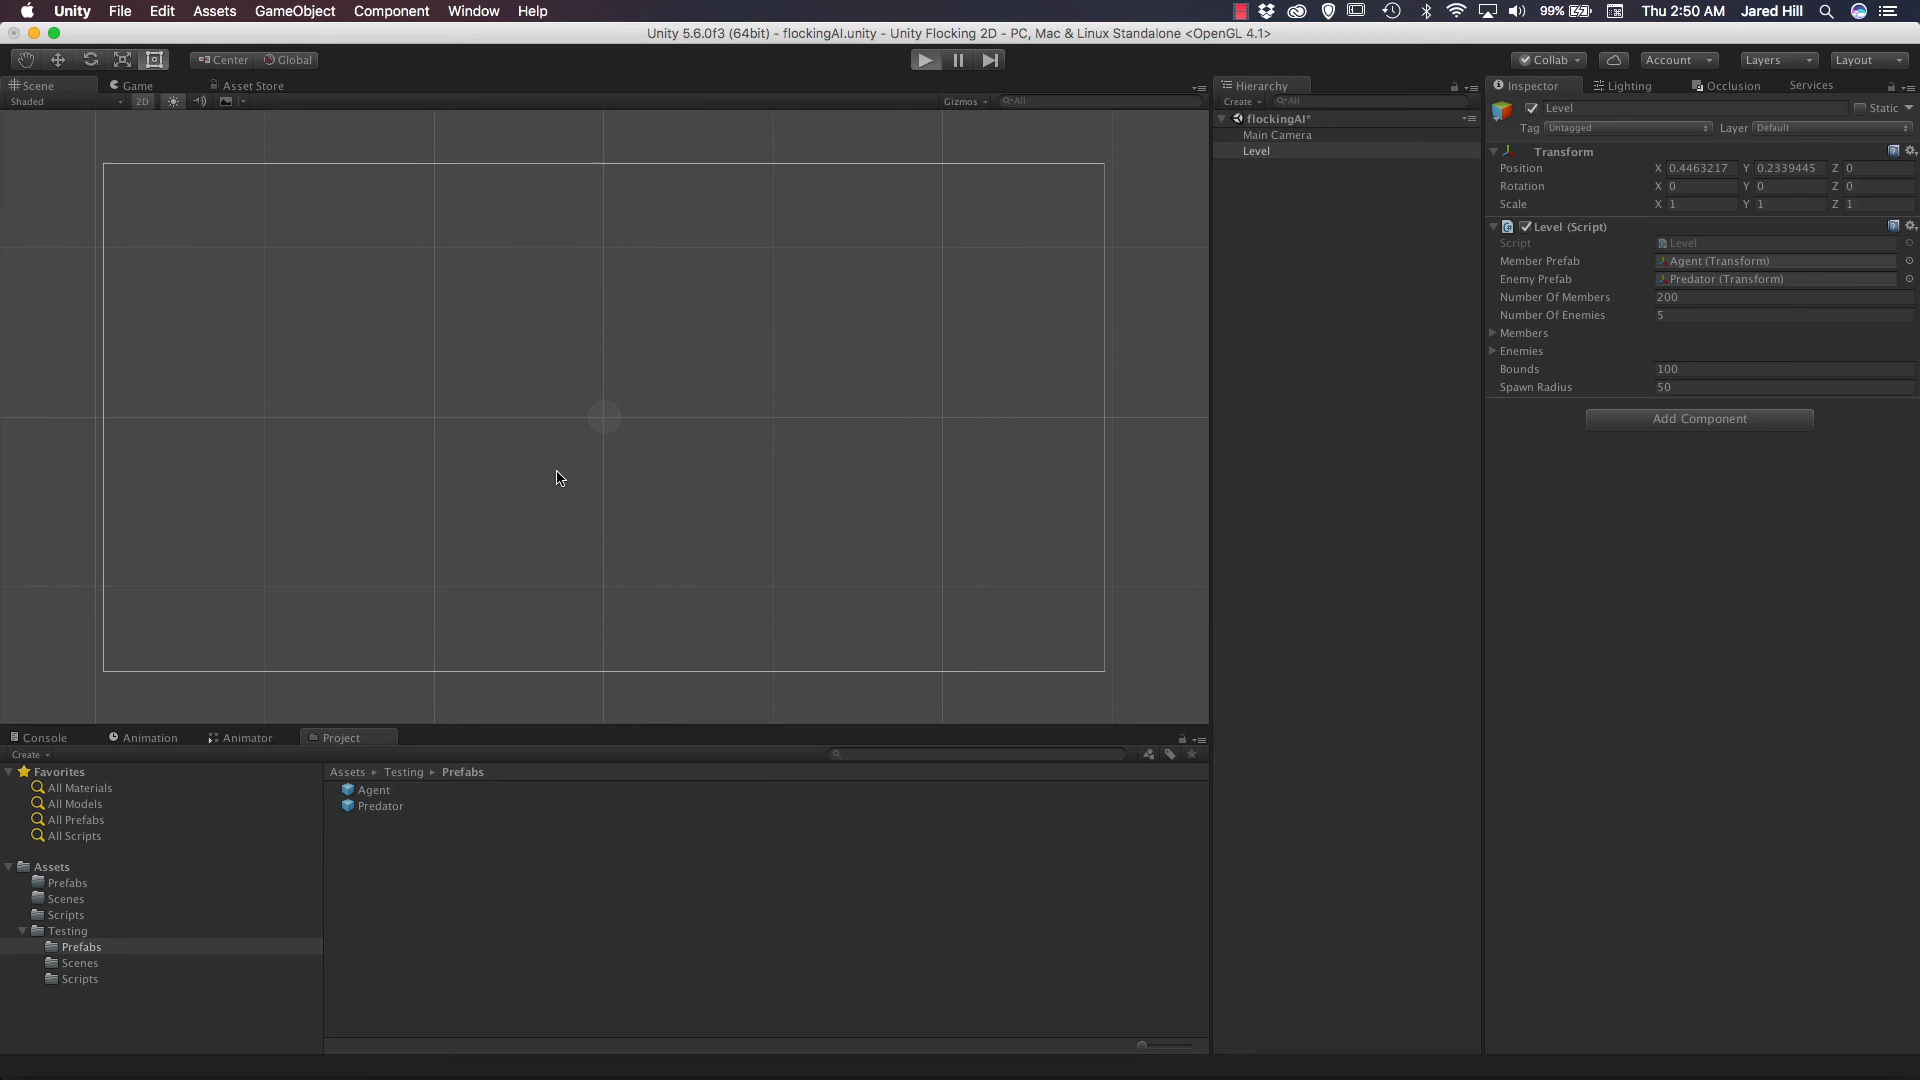 Unity File Edit Assets GameObject Component Window Help 99% Thu 2:50 AM Jared Hill
Unity 5.6.0f3 (64bit) - flockingAI.unity - Unity Flocking 2D - PC, Mac & Linux Standalone <OpenGL 4.1>
Center Global Collab Account Layers Layout
Scene Game Asset Store
Shaded 2D Gizmos All
Hierarchy
Create All
flockingAI*
Main Camera
Level
Inspector Lighting Occlusion Services
Level Static
Tag Untagged Layer Default
Transform
Position X 0.4463217 Y 0.2339445 Z 0
Rotation X 0 Y 0 Z 0
Scale X 1 Y 1 Z 1
Level (Script)
Script Level
Member Prefab Agent (Transform)
Enemy Prefab Predator (Transform)
Number Of Members 200
Number Of Enemies 5
Members
Enemies
Bounds 100
Spawn Radius 50
Add Component
Console Animation Animator Project
Create
Favorites
All Materials
All Models
All Prefabs
All Scripts
Assets
Prefabs
Scenes
Scripts
Testing
Prefabs
Scenes
Scripts
Assets Testing Prefabs
Agent
Predator